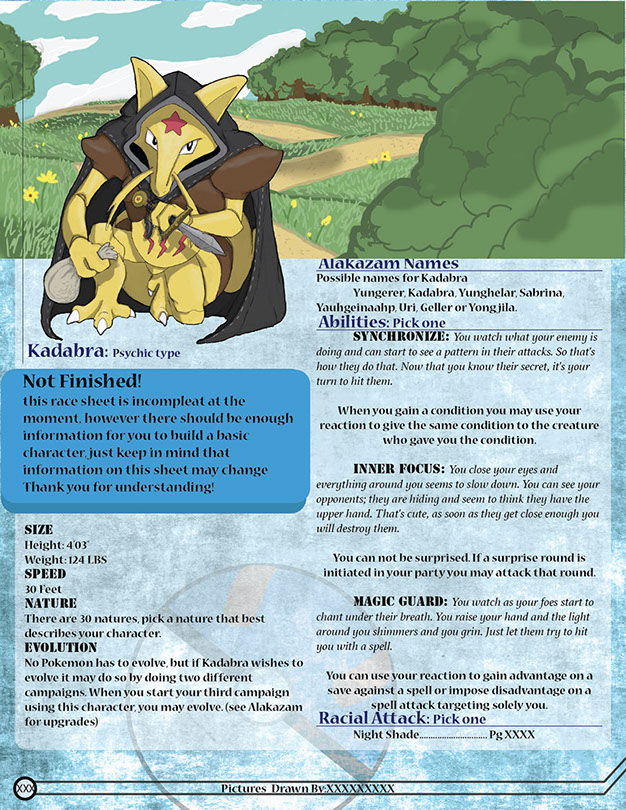 Kadabra: Psychic type
Not Finished!
this race sheet is incompleat at the
moment, however there should be enough
information for you to build a basic
character, just keep in mind that
information on this sheet may change
Thank you for understanding!
SIZE
Height: 4'03"
Weight: 124 LBS
SPEED
30 Feet
NATURE
There are 30 natures, pick a nature that best
describes your character.
EVOLUTION
No Pokemon has to evolve, but if Kadabra wishes to
evolve it may do so by doing two different
campaigns. When you start your third campaign
using this character, you may evolve. (see Alakazam
for upgrades)
Alakazam Names
Possible names for Kadabra
Yungerer, Kadabra, Yunghelar, Sabrina,
Yauhgeinaahp, Uri, Geller or Yong jila.
Abilities: Pick one
SYNCHRONIZE: You watch what your enemy is
doing and can start to see a pattern in their attacks. So that's
how they do that. Now that you know their secret, it's your
turn to hit them.
When you gain a condition you may use your
reaction to give the same condition to the creature
who gave you the condition.
INNER FOCUS: You close your eyes and
everything around you seems to slow down. You can see your
opponents; they are hiding and seem to think they have the
upper hand. That's cute, as soon as they get close enough you
will destroy them.
You can not be surprised. If a surprise round is
initiated in your party you may attack that round.
MAGIC GUARD: You watch as your foes start to
chant under their breath. You raise your hand and the light
around you shimmers and you grin. Just let them try to hit
you with a spell.
You can use your reaction to gain advantage on a
save against a spell or impose disadvantage on a
spell attack targeting solely you.
Racial Attack: Pick one
Night Shade............................ Pg XXXX
XXX
Pictures Drawn By:XXXXXXXXX